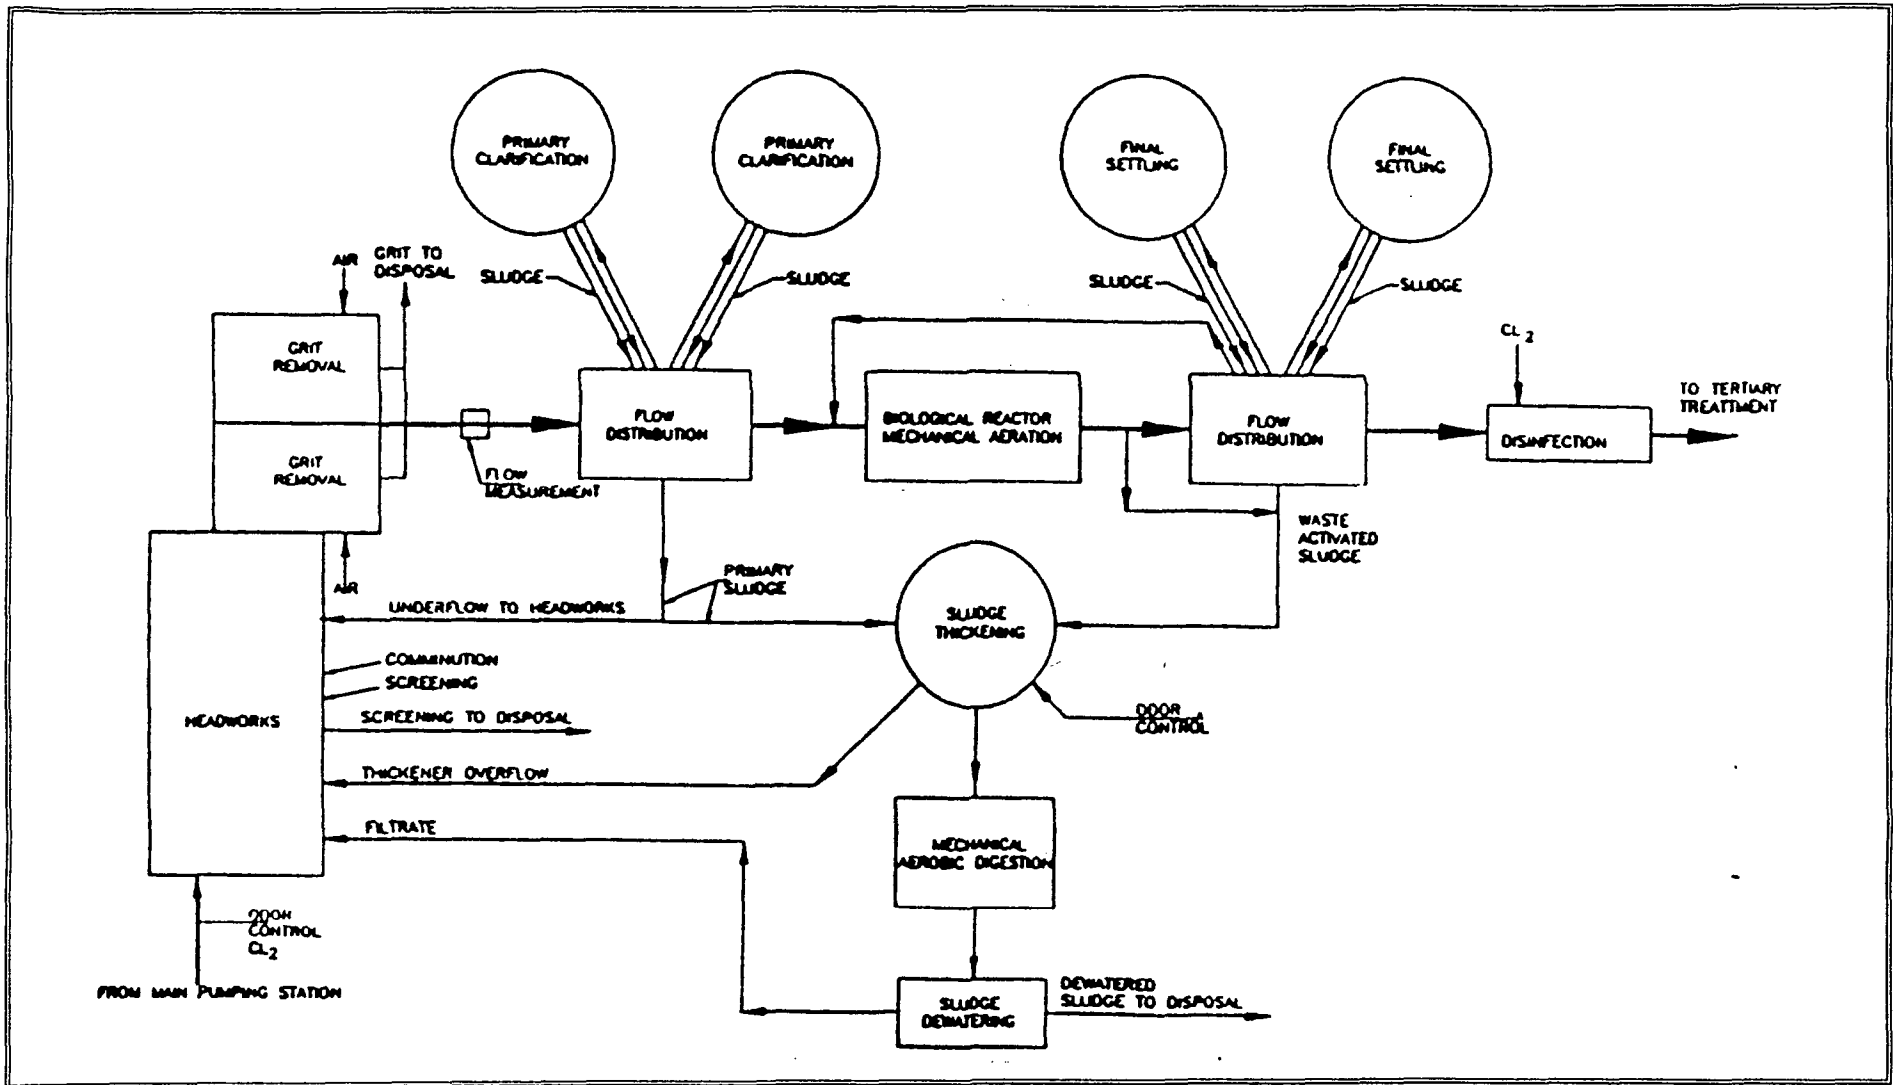 PRIMARY
CLARIFICATION
PRIMARY
CLARIFICATION
FINAL
SETTLING
FINAL
SETTLING
AIR
GRIT TO
DISPOSAL
SLUDGE
SLUDGE
SLUDGE
SLUDGE
CL2
GRIT
REMOVAL
FLOW
DISTRIBUTION
BIOLOGICAL REACTOR
MECHANICAL AERATION
FLOW
DISTRIBUTION
DISINFECTION
TO TERTIARY
TREATTMENT
GRIT
REMOVAL
FLOW
MEASUREMENT
WASTE
ACTIVATED
SLUDGE
AIR
PRIMARY
SLUDGE
UNDERFLOW TO HEADWORKS
SLUDGE
THICKENING
COMMINUTION
SCREENING
HEADWORKS
SCREENING TO DISPOSAL
ODOR
CONTROL
THICKENER OVERFLOW
FILTRATE
MECHANICAL
AEROBIC DIGESTION
ODOR
CONTROL
CL2
FROM MAIN PUMPING STATION
SLUDGE
DEWATERING
DEWATERED
SLUDGE TO DISPOSAL